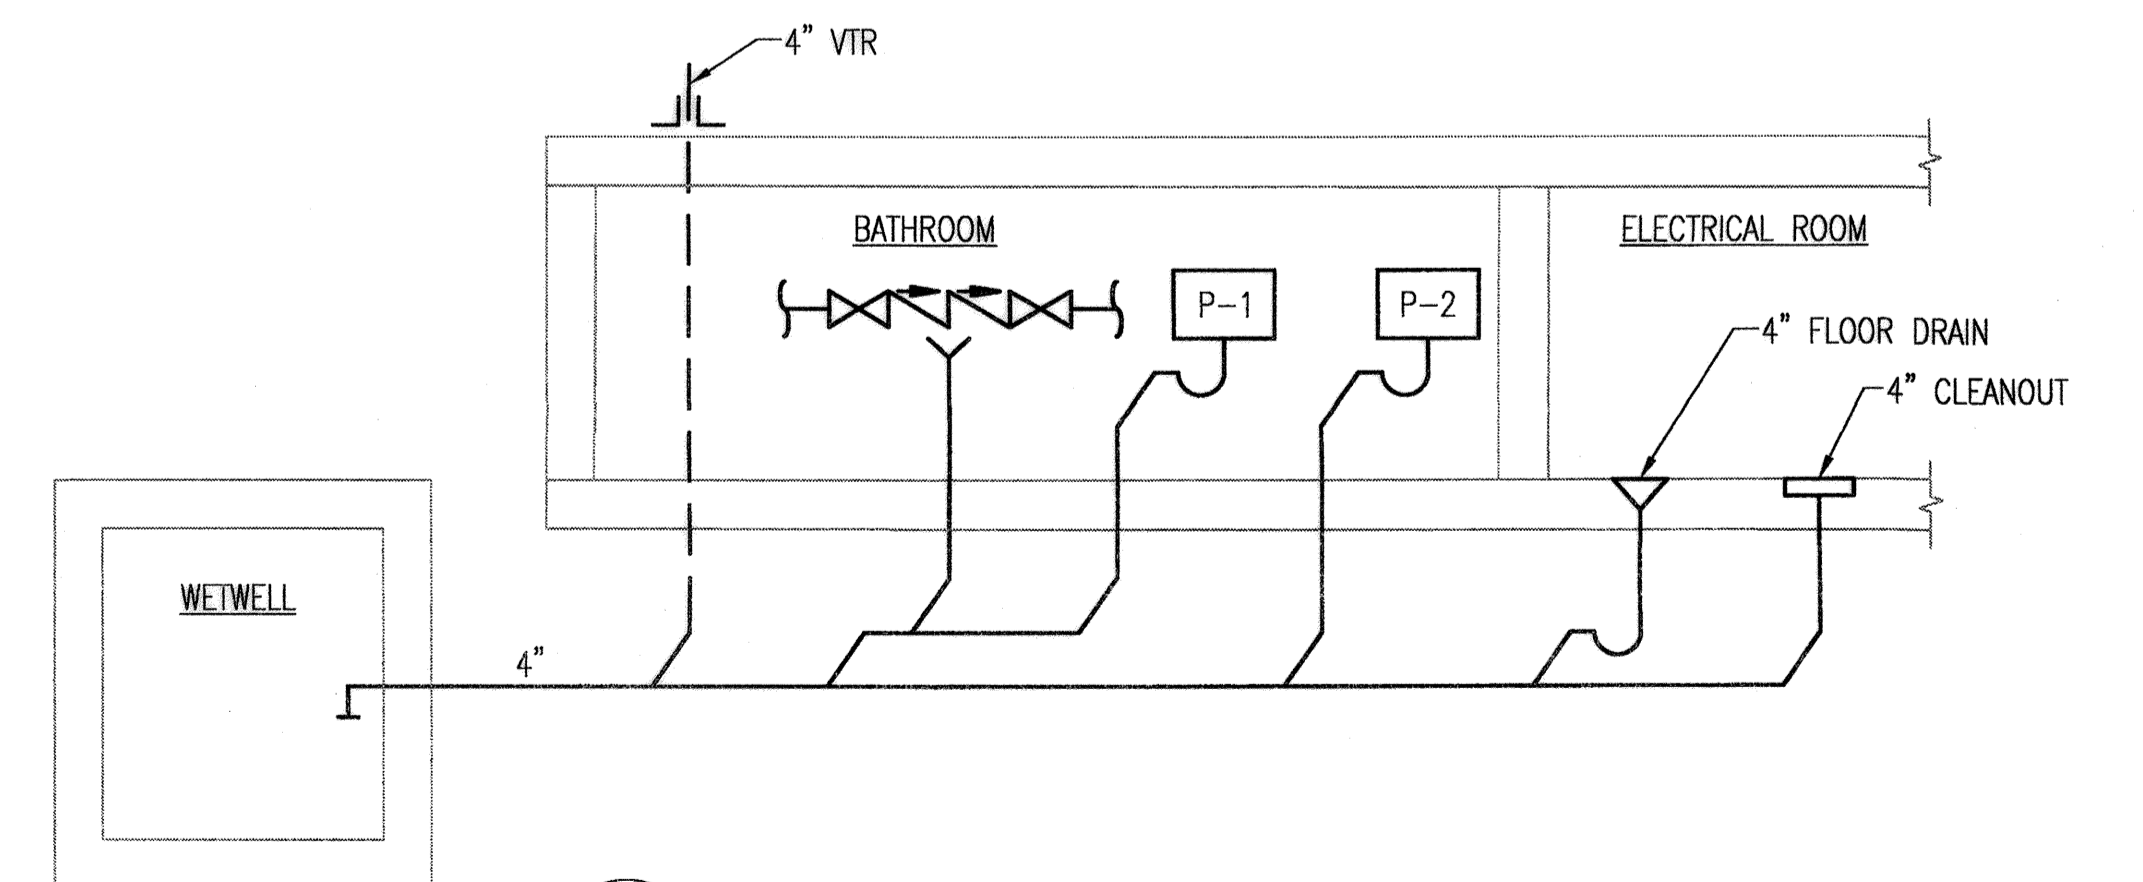 4" VTR
BATHROOM
ELECTRICAL ROOM
P-1
P-2
4" FLOOR DRAIN
4" CLEANOUT
WETWELL
4"